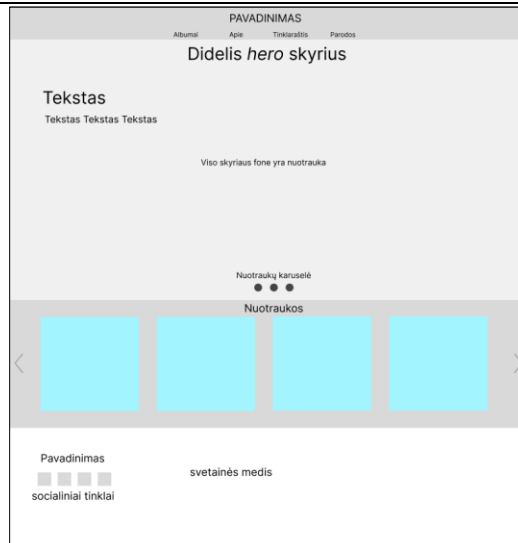 PAVADINIMAS
Albumai Apie Tinklaraštis Parodos
Didelis hero skyrius
Tekstas
Tekstas Tekstas Tekstas
Viso skyriaus fone yra nuotrauka
Nuotraukų karuselė
Nuotraukos
Pavadinimas
svetainės medis
socialiniai tinklai